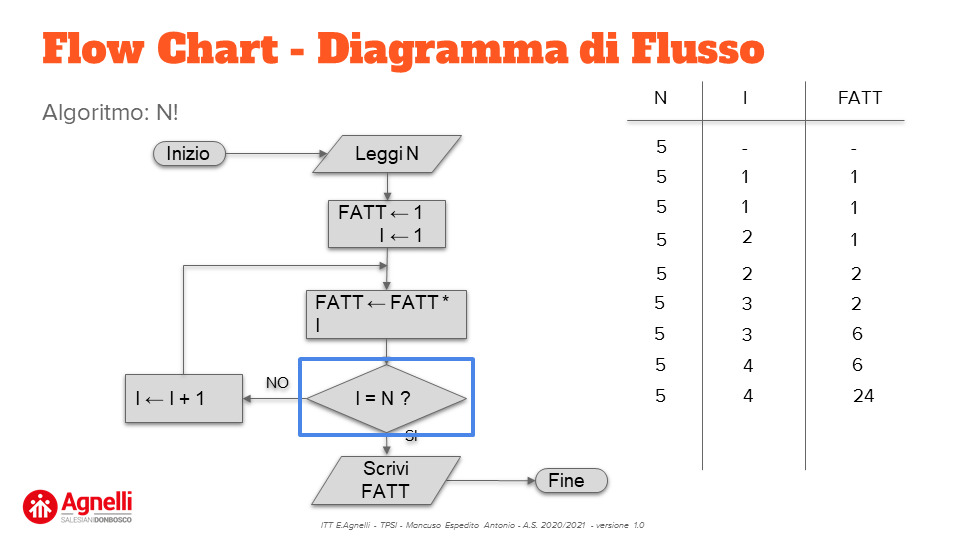 Flow Chart - Diagramma di Flusso
Algoritmo: N!
Inizio
Leggi N
FATT ← 1
I ← 1
FATT ← FATT *
I
I = N ?
NO
I ← I + 1
SI
Scrivi
FATT
Fine
N I FATT
5 - -
5 1 1
5 1 1
5 2 1
5 2 2
5 3 2
5 3 6
5 4 6
5 4 24
Agnelli
SALESIANI DONBOSCO
ITT E.Agnelli - TPSI - Mancuso Espedito Antonio - A.S. 2020/2021 - versione 1.0